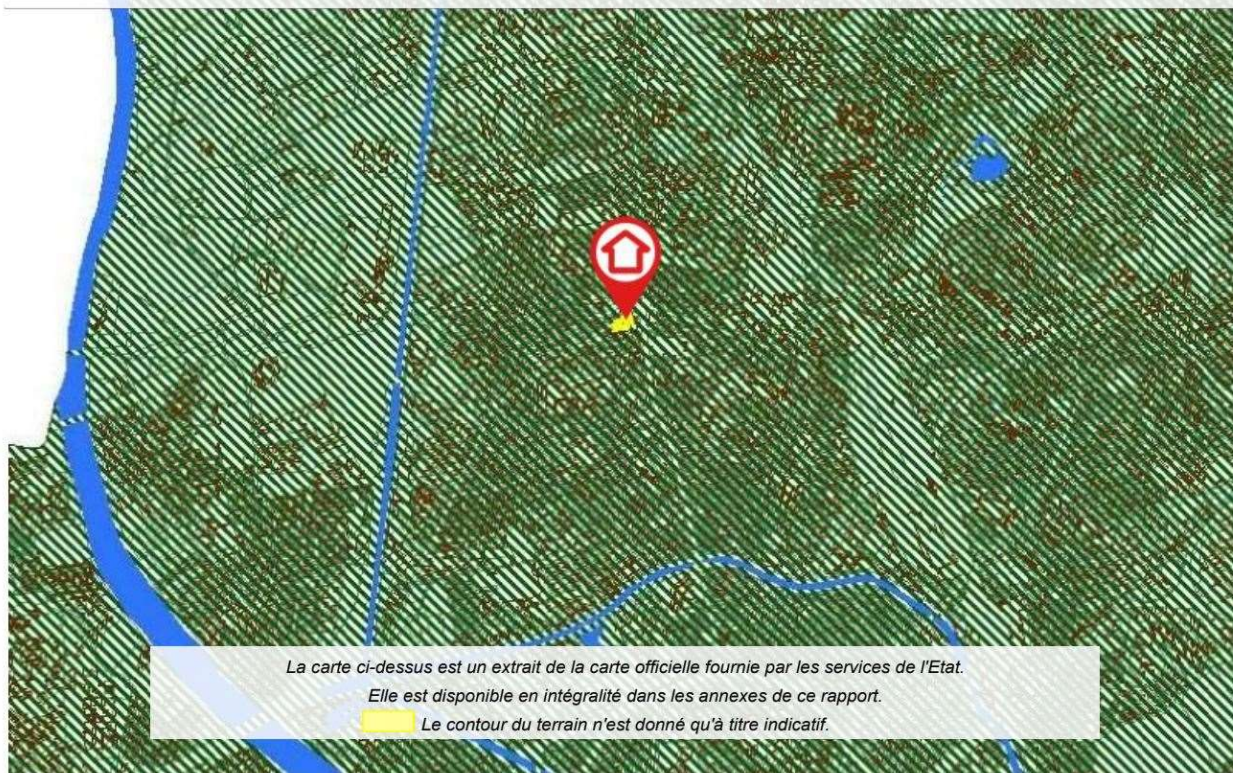 La carte ci-dessus est un extrait de la carte officielle fournie par les services de l'Etat.
Elle est disponible en intégralité dans les annexes de ce rapport.
Le contour du terrain n'est donné qu'à titre indicatif.